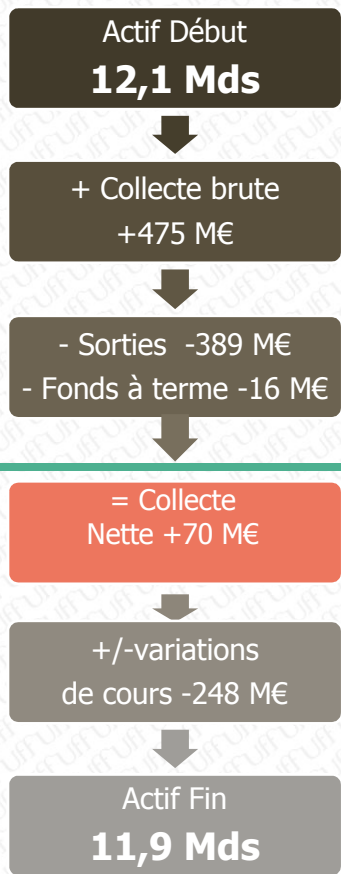 Actif Début
12,1 Mds
+ Collecte brute
+475 M€
- Sorties -389 M€
- Fonds à terme -16 M€
= Collecte
Nette +70 M€
+/-variations
de cours -248 M€
Actif Fin
11,9 Mds